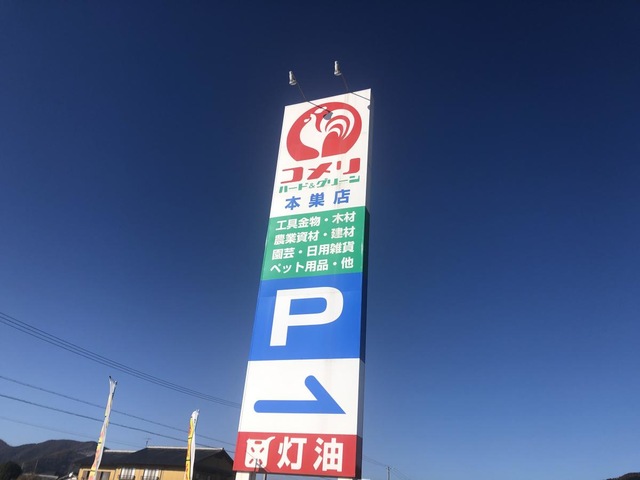 コメリ
ハード&グリーン
本巣店
工具金物・木材
農業資材・建材
園芸・日用雑貨
ペット用品・他
P
灯油